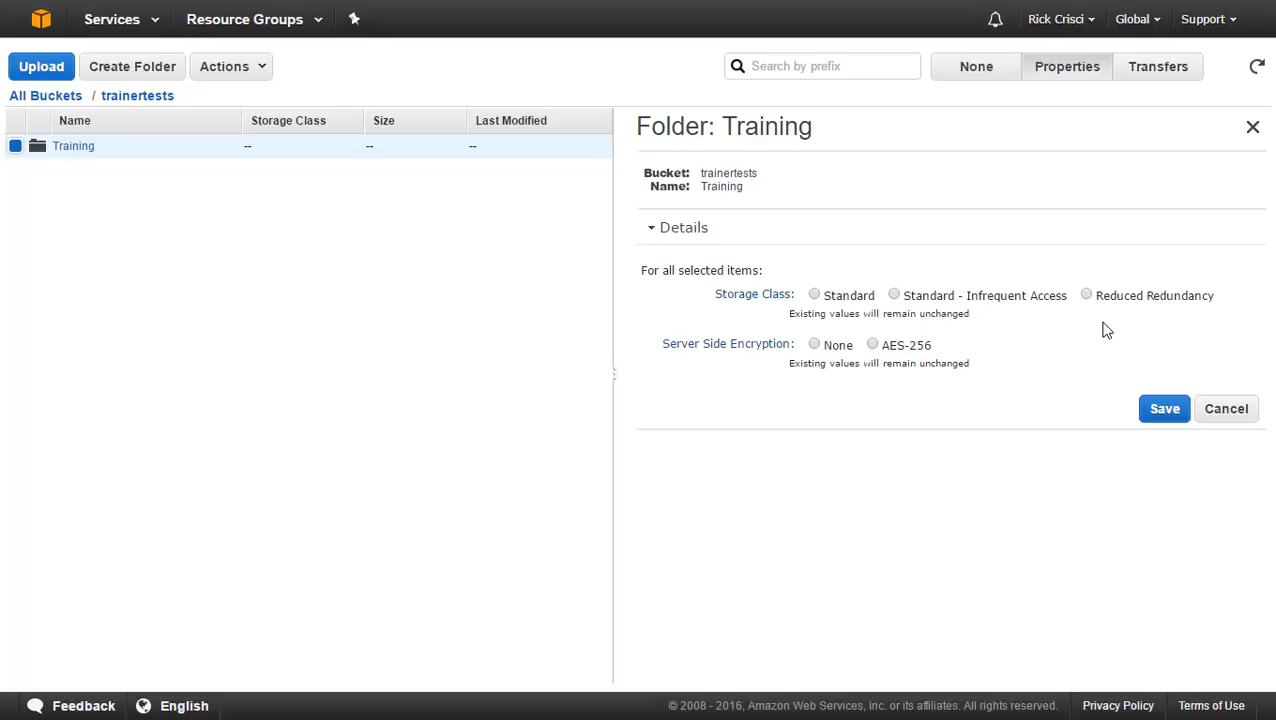 Services Resource Groups Rick Crisci Global Support
Upload Create Folder Actions Search by prefix None Properties Transfers
All Buckets / trainertests
Name Storage Class Size Last Modified
Training -- -- --
Folder: Training
Bucket: trainertests
Name: Training
Details
For all selected items:
Storage Class: Standard Standard - Infrequent Access Reduced Redundancy
Existing values will remain unchanged
Server Side Encryption: None AES-256
Existing values will remain unchanged
Save Cancel
Feedback English © 2008 - 2016, Amazon Web Services, Inc. or its affiliates. All rights reserved. Privacy Policy Terms of Use